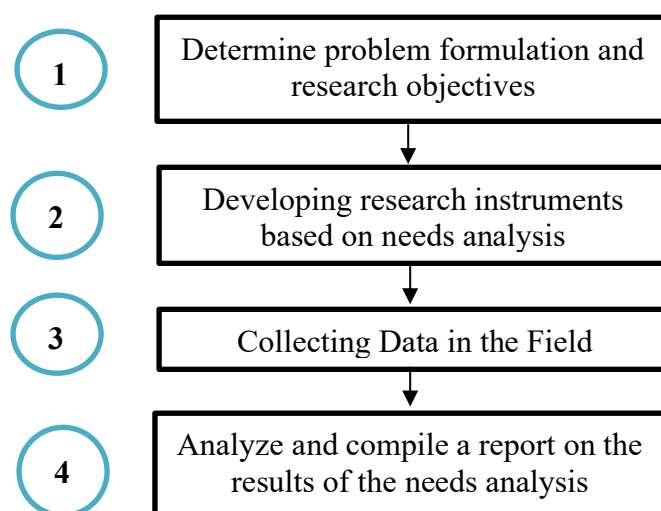 1
Determine problem formulation and
research objectives
2
Developing research instruments
based on needs analysis
3
Collecting Data in the Field
4
Analyze and compile a report on the
results of the needs analysis